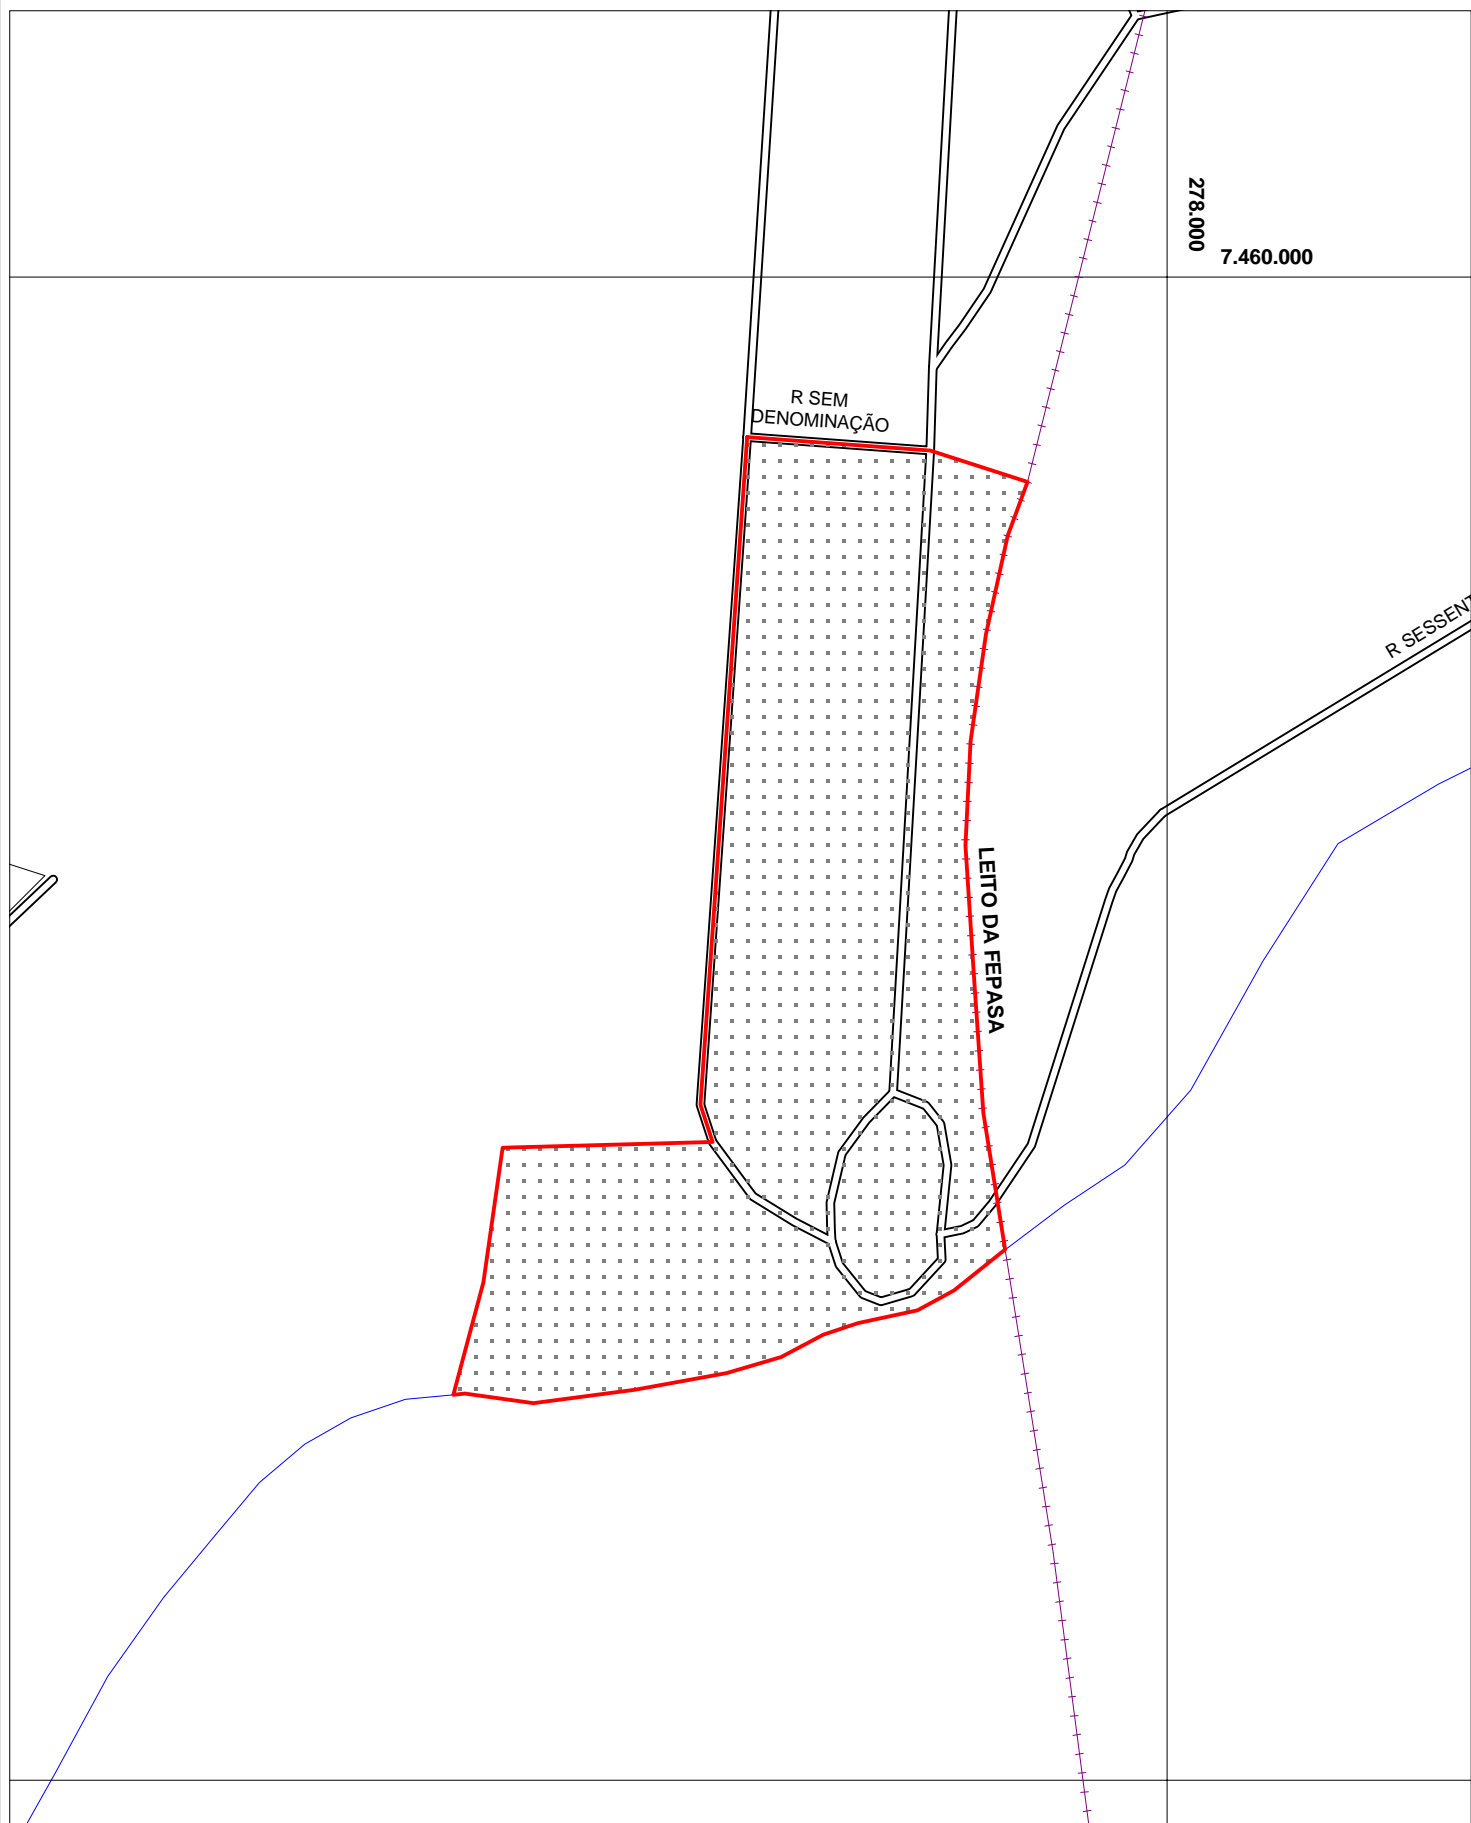 278.000
7.460.000
R SEM
DENOMINAÇÃO
R SESSENT
LEITO DA FEPASA